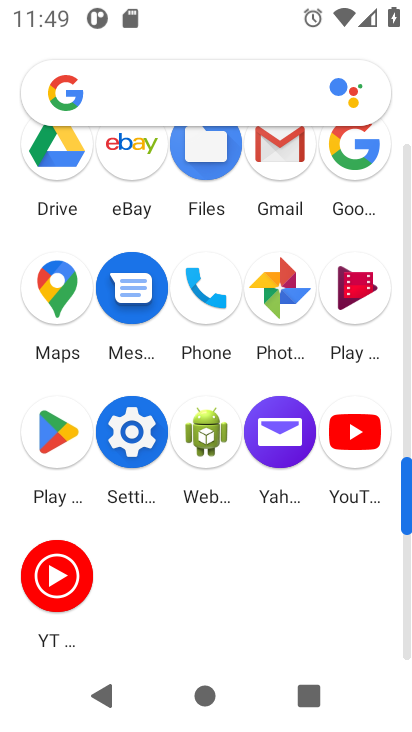 11:49
Drive eBay Files Gmail Goo...
Maps Mes... Phone Phot... Play ...
Play ... Setti... Web... Yah... YouT...
YT ...